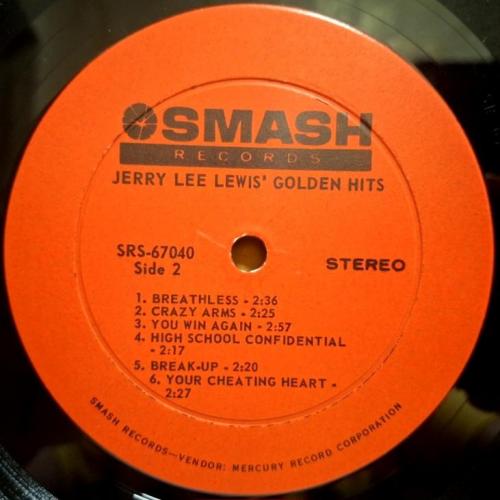 SMASH
RECORDS
JERRY LEE LEWIS' GOLDEN HITS
SRS-67040
Side 2
STEREO
1. BREATHLESS - 2:36
2. CRAZY ARMS - 2:25
3. YOU WIN AGAIN - 2:57
4. HIGH SCHOOL CONFIDENTIAL
- 2:17
5. BREAK-UP - 2:20
6. YOUR CHEATING HEART -
2:27
SMASH RECORDS—VENDOR: MERCURY RECORD CORPORATION